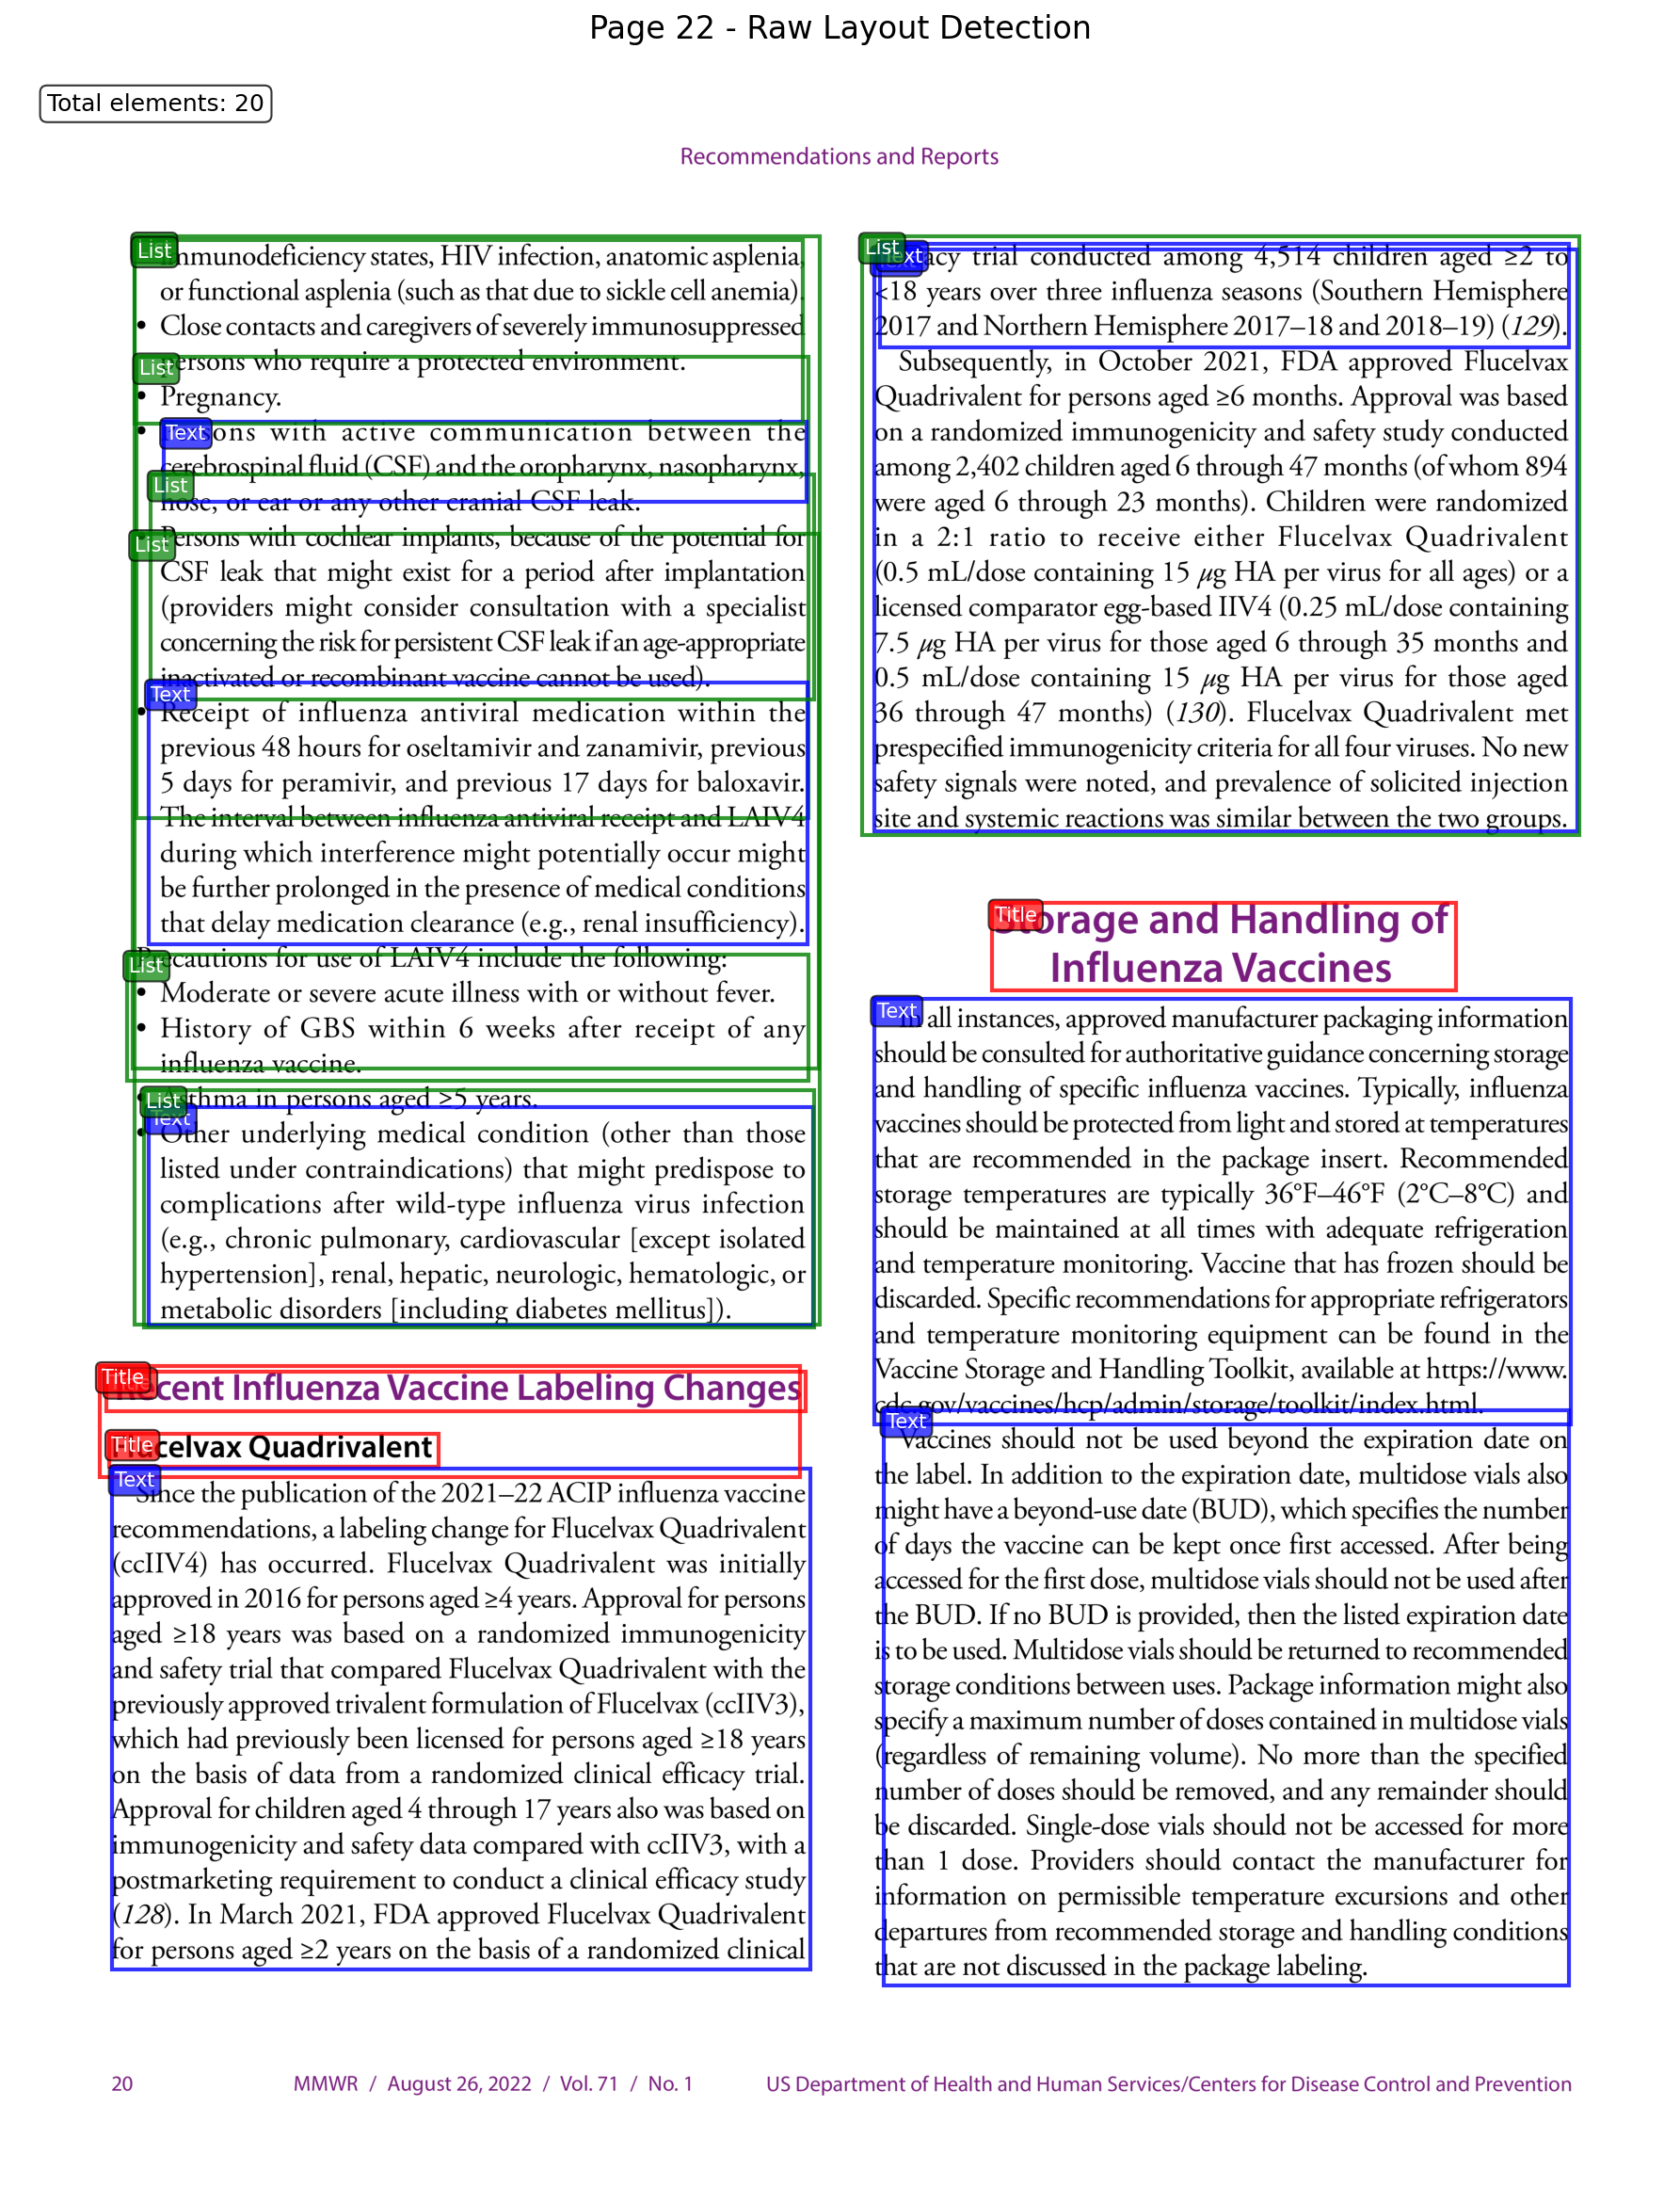 Page 22 - Raw Layout Detection
Total elements: 20
Recommendations and Reports
List
immunodeficiency states, HIV infection, anatomic asplenia,
or functional asplenia (such as that due to sickle cell anemia).
• Close contacts and caregivers of severely immunosuppressed
List
persons who require a protected environment.
• Pregnancy.
Text
• Persons with active communication between the
cerebrospinal fluid (CSF) and the oropharynx, nasopharynx,
List
nose, or ear or any other cranial CSF leak.
List
• Persons with cochlear implants, because of the potential for
CSF leak that might exist for a period after implantation
(providers might consider consultation with a specialist
concerning the risk for persistent CSF leak if an age-appropriate
inactivated or recombinant vaccine cannot be used).
Text
• Receipt of influenza antiviral medication within the
previous 48 hours for oseltamivir and zanamivir, previous
5 days for peramivir, and previous 17 days for baloxavir.
The interval between influenza antiviral receipt and LAIV4
during which interference might potentially occur might
be further prolonged in the presence of medical conditions
that delay medication clearance (e.g., renal insufficiency).
List
Precautions for use of LAIV4 include the following:
• Moderate or severe acute illness with or without fever.
• History of GBS within 6 weeks after receipt of any
influenza vaccine.
List
• Asthma in persons aged ≥5 years.
Text
• Other underlying medical condition (other than those
listed under contraindications) that might predispose to
complications after wild-type influenza virus infection
(e.g., chronic pulmonary, cardiovascular [except isolated
hypertension], renal, hepatic, neurologic, hematologic, or
metabolic disorders [including diabetes mellitus]).
Title
Recent Influenza Vaccine Labeling Changes
Title
Flucelvax Quadrivalent
Text
Since the publication of the 2021–22 ACIP influenza vaccine
recommendations, a labeling change for Flucelvax Quadrivalent
(ccIIV4) has occurred. Flucelvax Quadrivalent was initially
approved in 2016 for persons aged ≥4 years. Approval for persons
aged ≥18 years was based on a randomized immunogenicity
and safety trial that compared Flucelvax Quadrivalent with the
previously approved trivalent formulation of Flucelvax (ccIIV3),
which had previously been licensed for persons aged ≥18 years
on the basis of data from a randomized clinical efficacy trial.
Approval for children aged 4 through 17 years also was based on
immunogenicity and safety data compared with ccIIV3, with a
postmarketing requirement to conduct a clinical efficacy study
(128). In March 2021, FDA approved Flucelvax Quadrivalent
for persons aged ≥2 years on the basis of a randomized clinical
List
Text
efficacy trial conducted among 4,514 children aged ≥2 to
<18 years over three influenza seasons (Southern Hemisphere
2017 and Northern Hemisphere 2017–18 and 2018–19) (129).
Subsequently, in October 2021, FDA approved Flucelvax
Quadrivalent for persons aged ≥6 months. Approval was based
on a randomized immunogenicity and safety study conducted
among 2,402 children aged 6 through 47 months (of whom 894
were aged 6 through 23 months). Children were randomized
in a 2:1 ratio to receive either Flucelvax Quadrivalent
(0.5 mL/dose containing 15 µg HA per virus for all ages) or a
licensed comparator egg-based IIV4 (0.25 mL/dose containing
7.5 µg HA per virus for those aged 6 through 35 months and
0.5 mL/dose containing 15 µg HA per virus for those aged
36 through 47 months) (130). Flucelvax Quadrivalent met
prespecified immunogenicity criteria for all four viruses. No new
safety signals were noted, and prevalence of solicited injection
site and systemic reactions was similar between the two groups.
Title
Storage and Handling of
Influenza Vaccines
Text
In all instances, approved manufacturer packaging information
should be consulted for authoritative guidance concerning storage
and handling of specific influenza vaccines. Typically, influenza
vaccines should be protected from light and stored at temperatures
that are recommended in the package insert. Recommended
storage temperatures are typically 36°F–46°F (2°C–8°C) and
should be maintained at all times with adequate refrigeration
and temperature monitoring. Vaccine that has frozen should be
discarded. Specific recommendations for appropriate refrigerators
and temperature monitoring equipment can be found in the
Vaccine Storage and Handling Toolkit, available at https://www.
cdc.gov/vaccines/hcp/admin/storage/toolkit/index.html.
Text
Vaccines should not be used beyond the expiration date on
the label. In addition to the expiration date, multidose vials also
might have a beyond-use date (BUD), which specifies the number
of days the vaccine can be kept once first accessed. After being
accessed for the first dose, multidose vials should not be used after
the BUD. If no BUD is provided, then the listed expiration date
is to be used. Multidose vials should be returned to recommended
storage conditions between uses. Package information might also
specify a maximum number of doses contained in multidose vials
(regardless of remaining volume). No more than the specified
number of doses should be removed, and any remainder should
be discarded. Single-dose vials should not be accessed for more
than 1 dose. Providers should contact the manufacturer for
information on permissible temperature excursions and other
departures from recommended storage and handling conditions
that are not discussed in the package labeling.
20 MMWR / August 26, 2022 / Vol. 71 / No. 1 US Department of Health and Human Services/Centers for Disease Control and Prevention